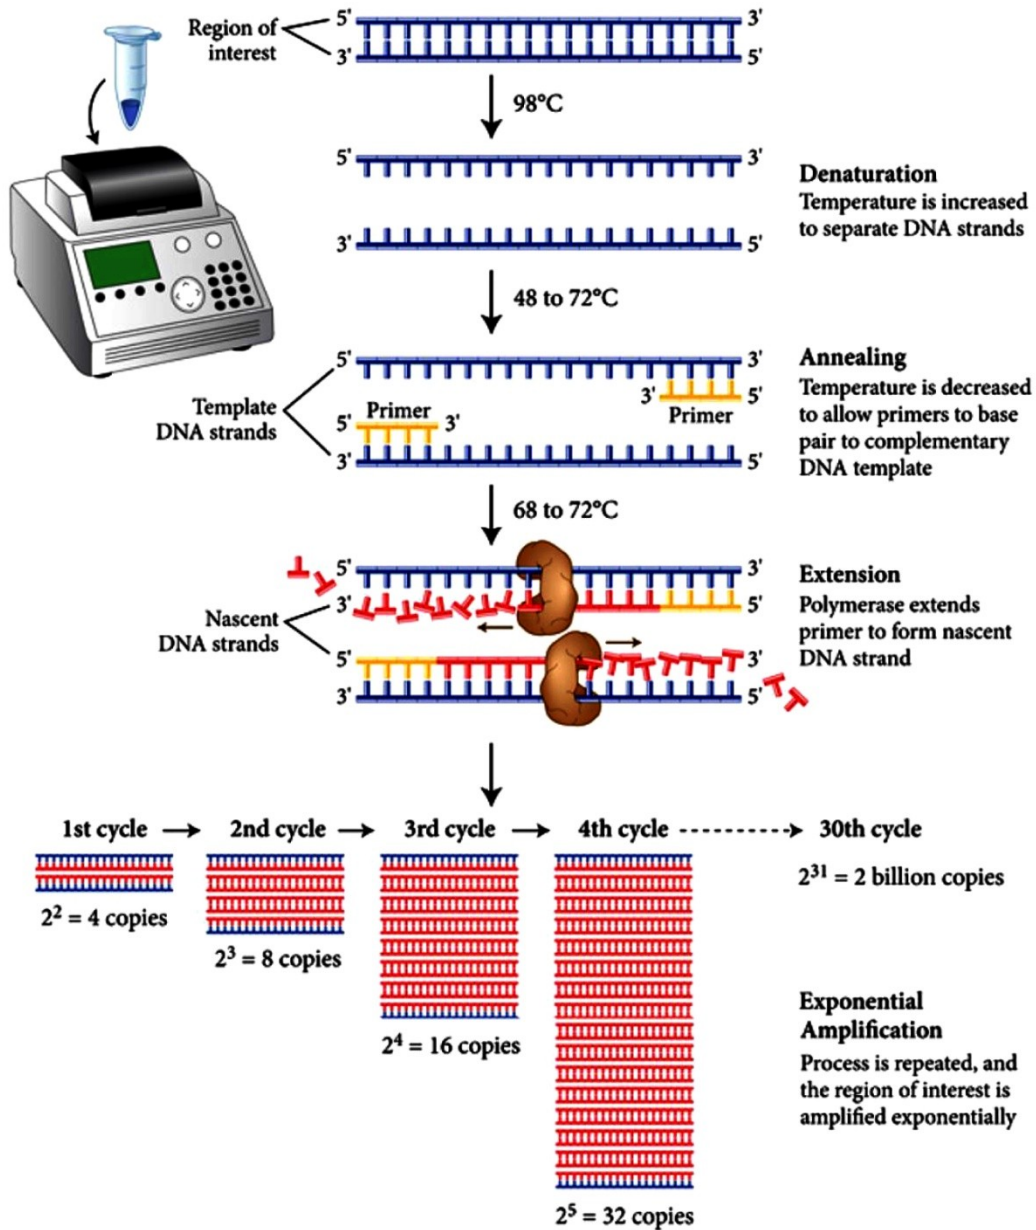 Region of
interest
5' 3'
3' 5'
98°C
5' 3'
3' 5'
Denaturation
Temperature is increased
to separate DNA strands
48 to 72°C
5' 3'
3' 5'
Primer
Template
DNA strands
Primer
5' 3'
3' 5'
Annealing
Temperature is decreased
to allow primers to base
pair to complementary
DNA template
68 to 72°C
5' 3'
3' 5'
Nascent
DNA strands
5' 3'
3' 5'
Extension
Polymerase extends
primer to form nascent
DNA strand
1st cycle 2nd cycle 3rd cycle 4th cycle 30th cycle
2² = 4 copies
2³ = 8 copies
2⁴ = 16 copies
2⁵ = 32 copies
2³¹ = 2 billion copies
Exponential
Amplification
Process is repeated, and
the region of interest is
amplified exponentially